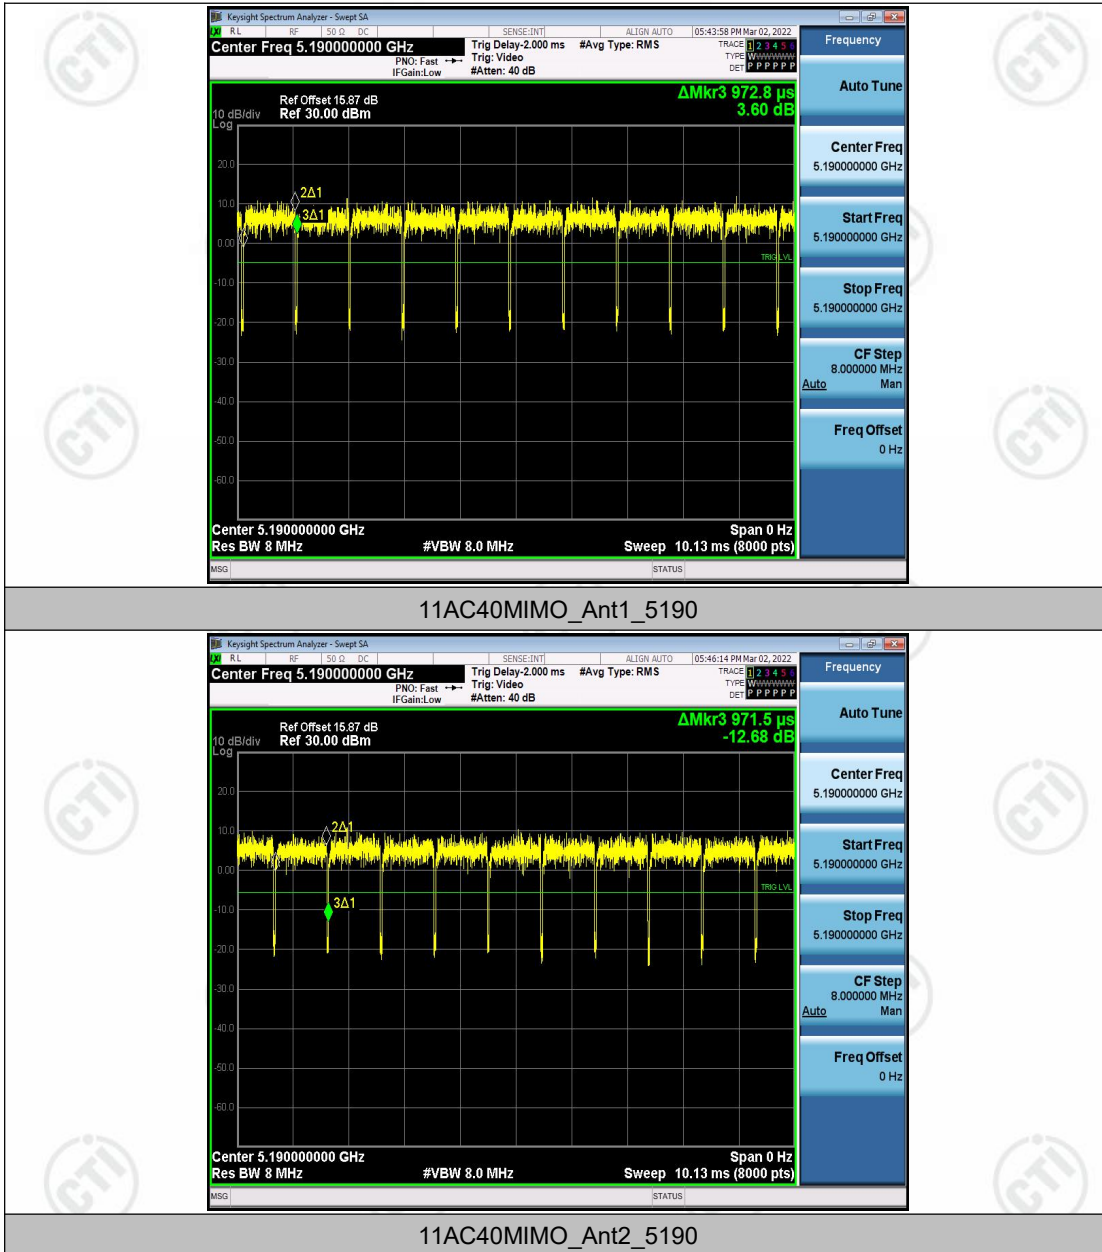 Keysight Spectrum Analyzer - Swept SA
LXI RL RF 50 Ω DC SENSE:INT ALIGN AUTO 05:43:58 PM Mar 02, 2022
Center Freq 5.190000000 GHz
PNO: Fast
IFGain:Low
Trig Delay-2.000 ms
Trig: Video
#Atten: 40 dB
#Avg Type: RMS
TRACE 1 2 3 4 5 6
TYPE WWWWWW
DET P P P P P P
Frequency
Auto Tune
Center Freq
5.190000000 GHz
Start Freq
5.190000000 GHz
Stop Freq
5.190000000 GHz
CF Step
8.000000 MHz
Auto Man
Freq Offset
0 Hz
ΔMkr3 972.8 µs
3.60 dB
Ref Offset 15.87 dB
10 dB/div Ref 30.00 dBm
Log
20.0
10.0
0.00
-10.0
-20.0
-30.0
-40.0
-50.0
-60.0
2Δ1
3Δ1
TRIG LVL
Center 5.190000000 GHz Span 0 Hz
Res BW 8 MHz #VBW 8.0 MHz Sweep 10.13 ms (8000 pts)
MSG STATUS
11AC40MIMO_Ant1_5190
Keysight Spectrum Analyzer - Swept SA
LXI RL RF 50 Ω DC SENSE:INT ALIGN AUTO 05:46:14 PM Mar 02, 2022
Center Freq 5.190000000 GHz
PNO: Fast
IFGain:Low
Trig Delay-2.000 ms
Trig: Video
#Atten: 40 dB
#Avg Type: RMS
TRACE 1 2 3 4 5 6
TYPE WWWWWW
DET P P P P P P
Frequency
Auto Tune
Center Freq
5.190000000 GHz
Start Freq
5.190000000 GHz
Stop Freq
5.190000000 GHz
CF Step
8.000000 MHz
Auto Man
Freq Offset
0 Hz
ΔMkr3 971.5 µs
-12.68 dB
Ref Offset 15.87 dB
10 dB/div Ref 30.00 dBm
Log
20.0
10.0
0.00
-10.0
-20.0
-30.0
-40.0
-50.0
-60.0
2Δ1
3Δ1
TRIG LVL
Center 5.190000000 GHz Span 0 Hz
Res BW 8 MHz #VBW 8.0 MHz Sweep 10.13 ms (8000 pts)
MSG STATUS
11AC40MIMO_Ant2_5190
CTI
CTI
CTI
CTI
CTI
CTI